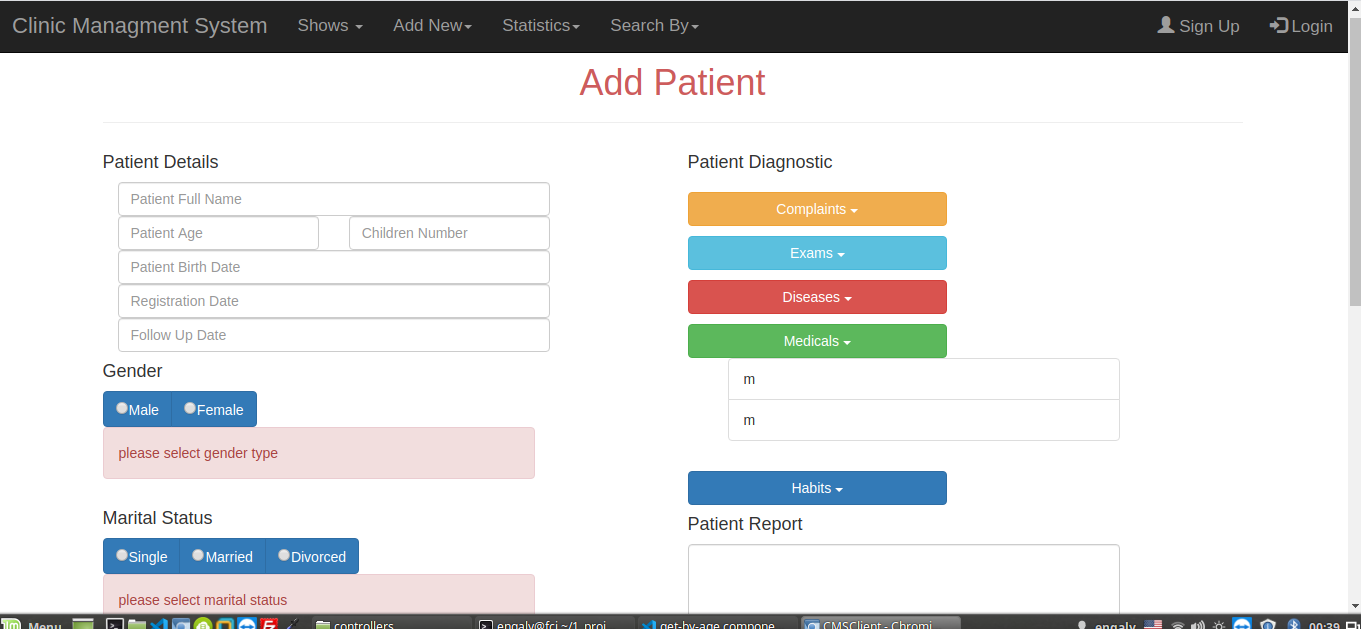 Clinic Managment System Shows Add New Statistics Search By Sign Up Login
Add Patient
Patient Details
Patient Full Name
Patient Age Children Number
Patient Birth Date
Registration Date
Follow Up Date
Gender
Male Female
please select gender type
Marital Status
Single Married Divorced
please select marital status
Patient Diagnostic
Complaints
Exams
Diseases
Medicals
m
m
Habits
Patient Report
Menu controllers engaly@fci ~/1. proj get-by-age.compone CMSClient - Chromi engaly 00:39